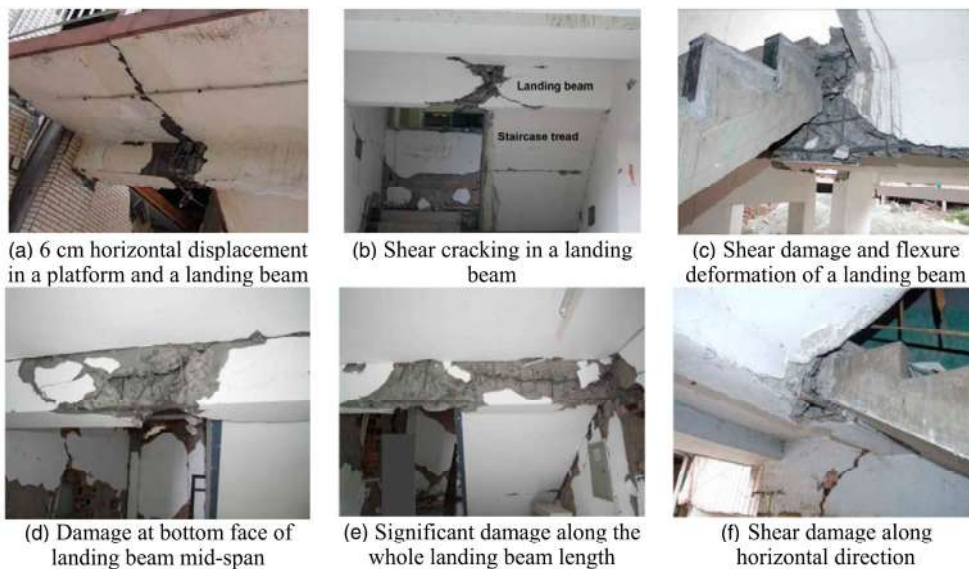 Landing beam
Staircase tread
(a) 6 cm horizontal displacement
in a platform and a landing beam
(b) Shear cracking in a landing
beam
(c) Shear damage and flexure
deformation of a landing beam
(d) Damage at bottom face of
landing beam mid-span
(e) Significant damage along the
whole landing beam length
(f) Shear damage along
horizontal direction